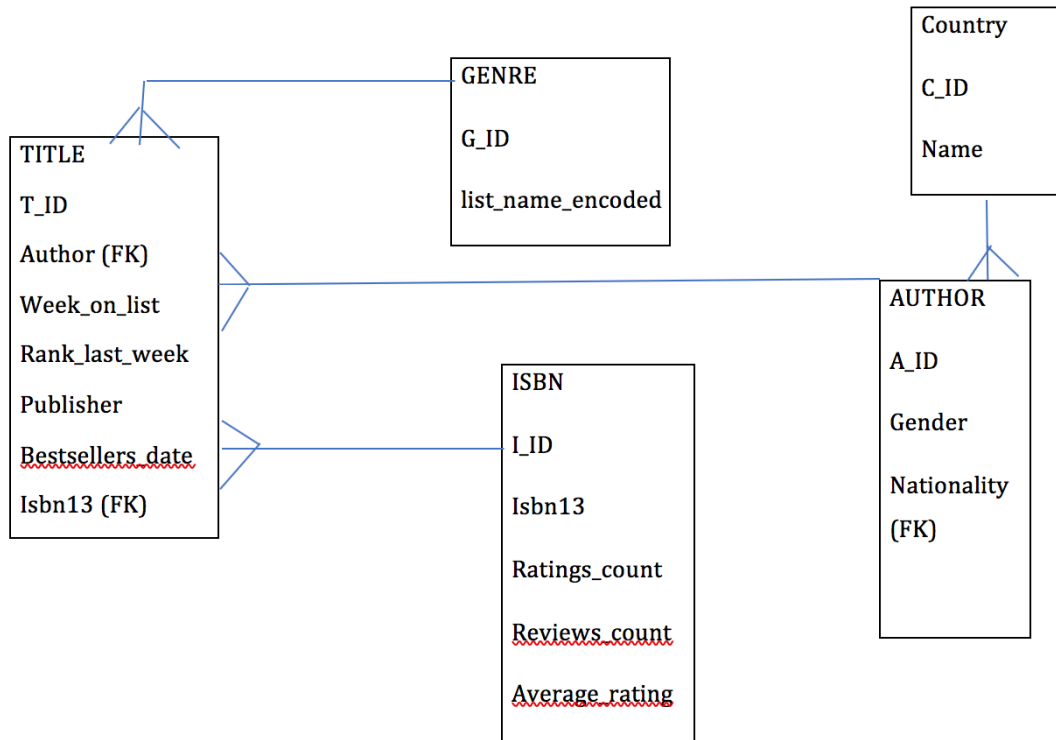 Country
C_ID
Name
GENRE
G_ID
list_name_encoded
TITLE
T_ID
Author (FK)
Week_on_list
Rank_last_week
Publisher
Bestsellers_date
Isbn13 (FK)
ISBN
I_ID
Isbn13
Ratings_count
Reviews_count
Average_rating
AUTHOR
A_ID
Gender
Nationality
(FK)